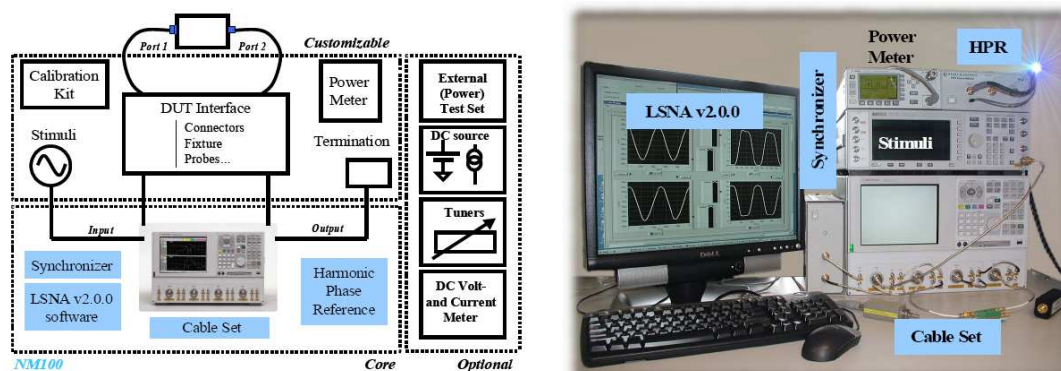 Port 1
Port 2
Customizable
Calibration
Kit
Power
Meter
DUT Interface
Connectors
Fixture
Probes...
Stimuli
Termination
External
(Power)
Test Set
DC source
Tuners
DC Volt-
and Current
Meter
Input
Output
Synchronizer
LSNA v2.0.0
software
Cable Set
Harmonic
Phase
Reference
NM100
Core
Optional
Power
Meter
HPR
Synchronizer
LSNA v2.0.0
Stimuli
Cable Set